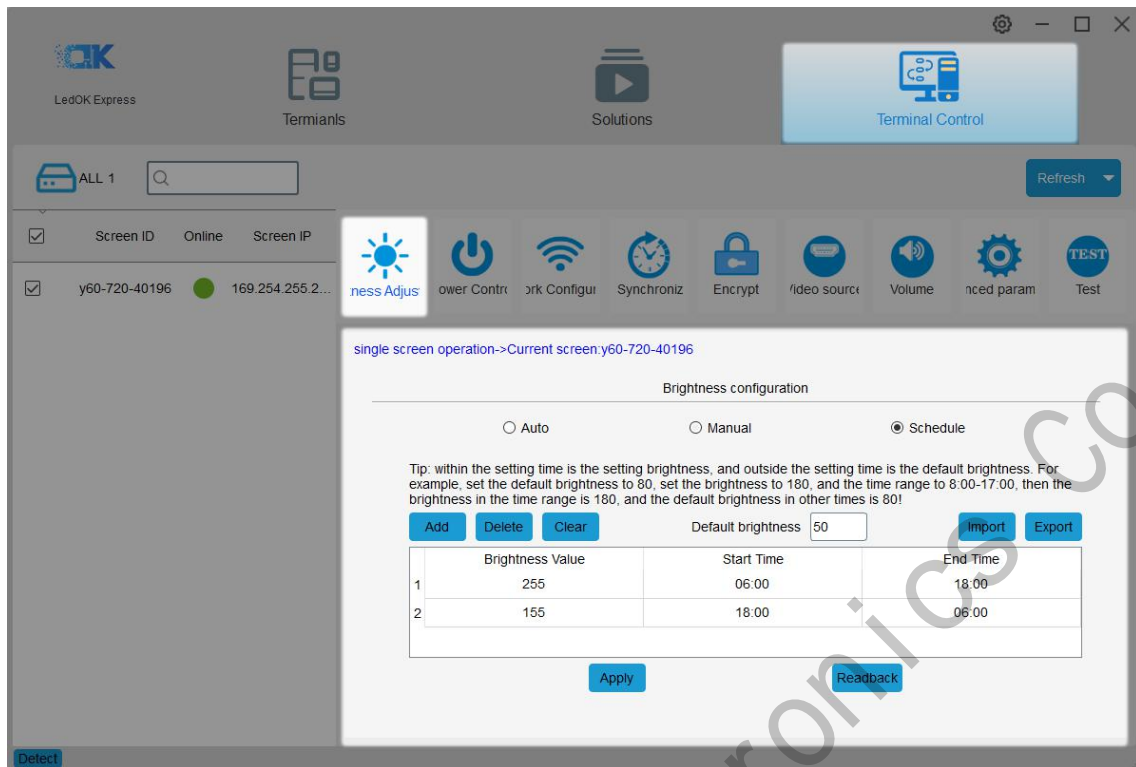 LedOK Express
Termianls
Solutions
Terminal Control
ALL 1
Refresh
Screen ID Online Screen IP
y60-720-40196 169.254.255.2...
:ness Adjus ower Contro ork Configur Synchroniz Encrypt /ideo source Volume nced param Test
TEST
single screen operation->Current screen:y60-720-40196
Brightness configuration
Auto Manual Schedule
Tip: within the setting time is the setting brightness, and outside the setting time is the default brightness. For
example, set the default brightness to 80, set the brightness to 180, and the time range to 8:00-17:00, then the
brightness in the time range is 180, and the default brightness in other times is 80!
Add Delete Clear Default brightness 50 Import Export
Brightness Value Start Time End Time
1 255 06:00 18:00
2 155 18:00 06:00
Apply Readback
Detect
ronics Co